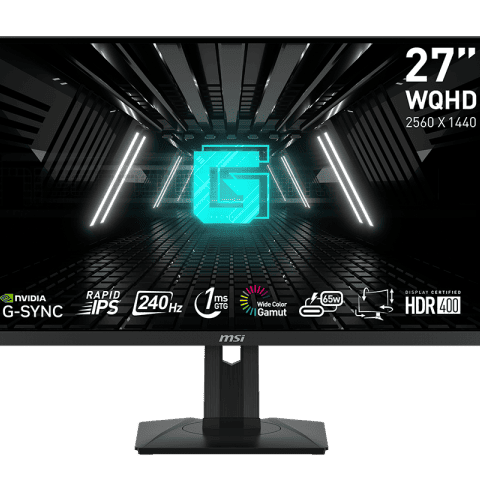 27”
WQHD
2560 X 1440
G
NVIDIA
G-SYNC
RAPID
IPS
240Hz
1ms
GTG
Wide Color
Gamut
65W
DISPLAY CERTIFIED
HDR 400
msi